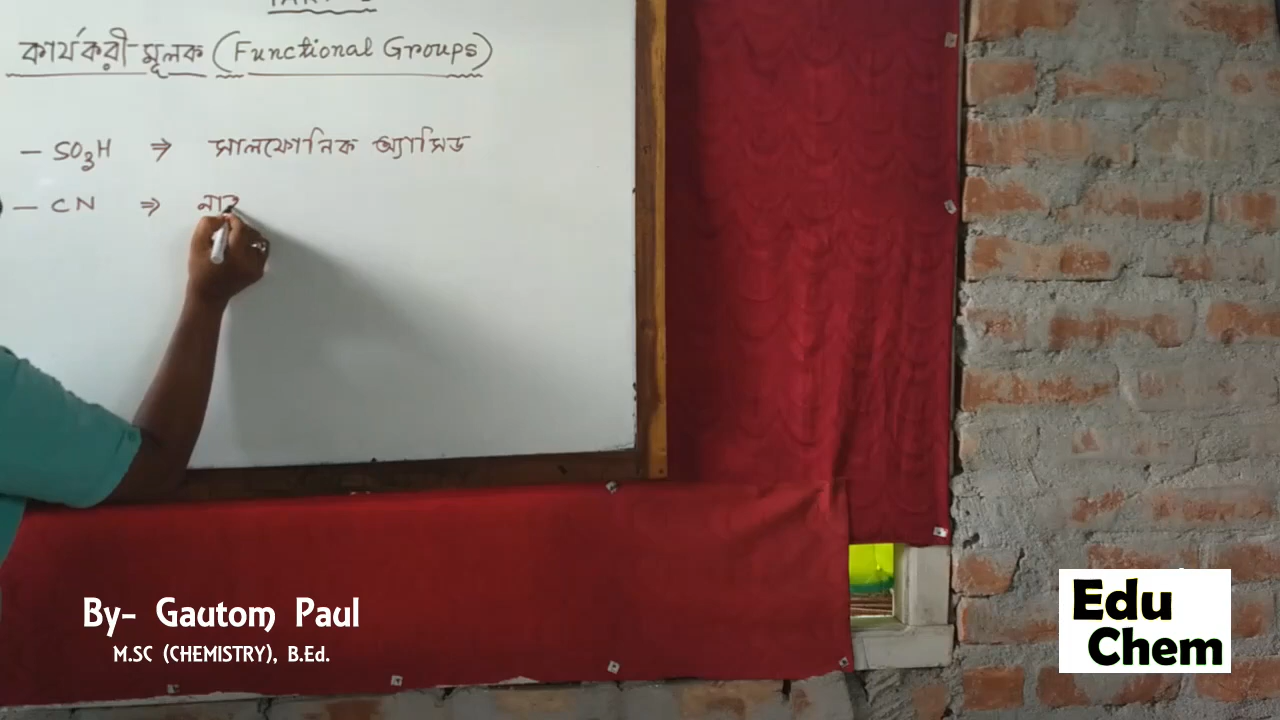 কার্যকরী মূলক (Functional Groups)
– SO3H ⇒ সালফোনিক অ্যাসিড
– CN ⇒
By- Gautom Paul
M.SC (CHEMISTRY), B.Ed.
Edu
Chem